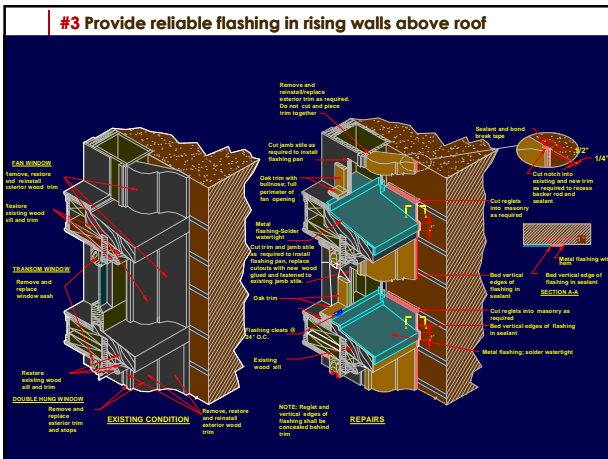 #3 Provide reliable flashing in rising walls above roof
Remove and
reinstall/replace
exterior trim as required.
Do not cut and piece
trim together
Sealant and bond
break tape
1/2"
1/4"
Cut jamb stile as
required to install
flashing pan
Cut notch into
existing and new trim
as required to recess
backer rod and
sealant
FAN WINDOW
Remove, restore
and reinstall
exterior wood trim
Oak trim with
bullnose; full
perimeter of
fan opening
Restore
existing wood
sill and trim
Cut reglets
into masonry
as required
Metal
flashing-Solder
watertight
Cut trim and jamb stile
as required to install
flashing pan, replace
cutouts with new wood
glued and fastened to
existing jamb stile.
Metal flashing with
hem
TRANSOM WINDOW
Remove and
replace
window sash
Bed vertical
edges of
flashing in
sealant
Bed vertical edges of
flashing in sealant
SECTION A-A
Oak trim
Cut reglets into masonry as
required
Bed vertical edges of flashing
in sealant
Flashing cleats @
24" O.C.
Metal flashing; solder watertight
Existing
wood sill
Restore
existing wood
sill and trim
DOUBLE HUNG WINDOW
Remove and
replace
exterior trim
and stops
EXISTING CONDITION
Remove, restore
and reinstall
exterior wood
trim
NOTE: Reglet and
vertical edges of
flashing shall be
concealed behind
trim
REPAIRS